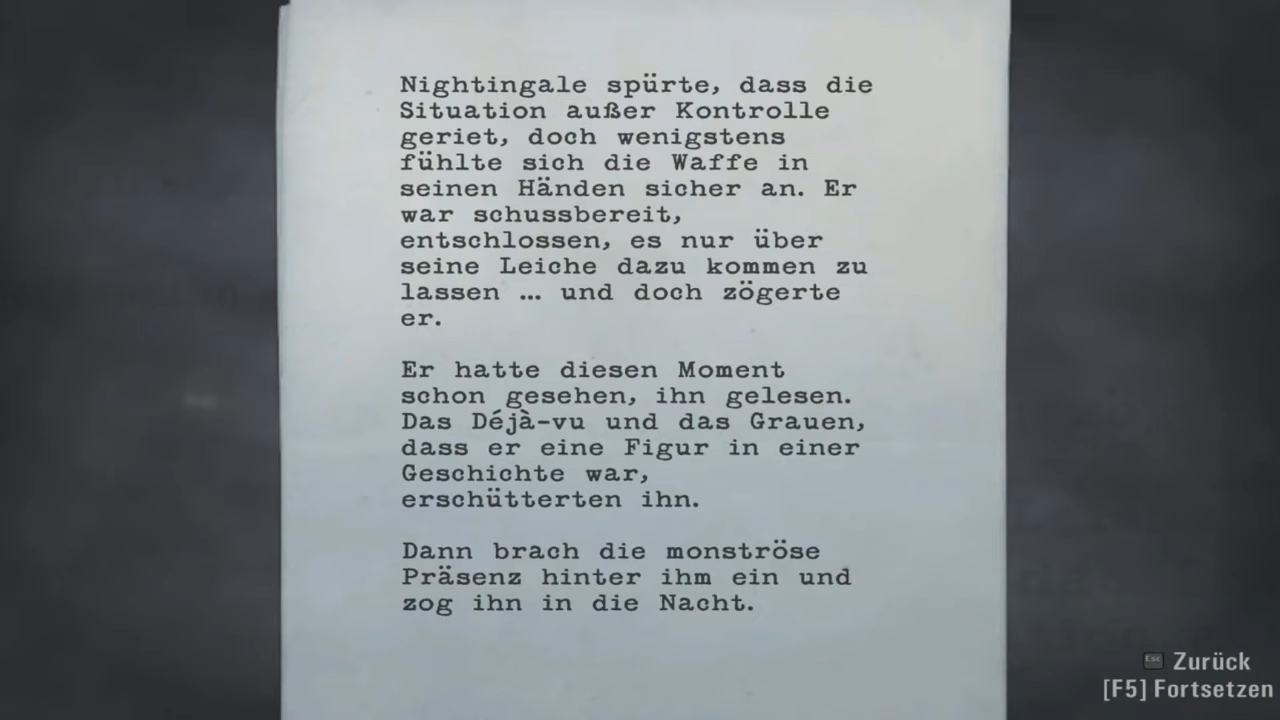 Nightingale spürte, dass die
Situation außer Kontrolle
geriet, doch wenigstens
fühlte sich die Waffe in
seinen Händen sicher an. Er
war schussbereit,
entschlossen, es nur über
seine Leiche dazu kommen zu
lassen … und doch zögerte
er.
Er hatte diesen Moment
schon gesehen, ihn gelesen.
Das Déjà-vu und das Grauen,
dass er eine Figur in einer
Geschichte war,
erschütterten ihn.
Dann brach die monströse
Präsenz hinter ihm ein und
zog ihn in die Nacht.
Esc Zurück
[F5] Fortsetzen